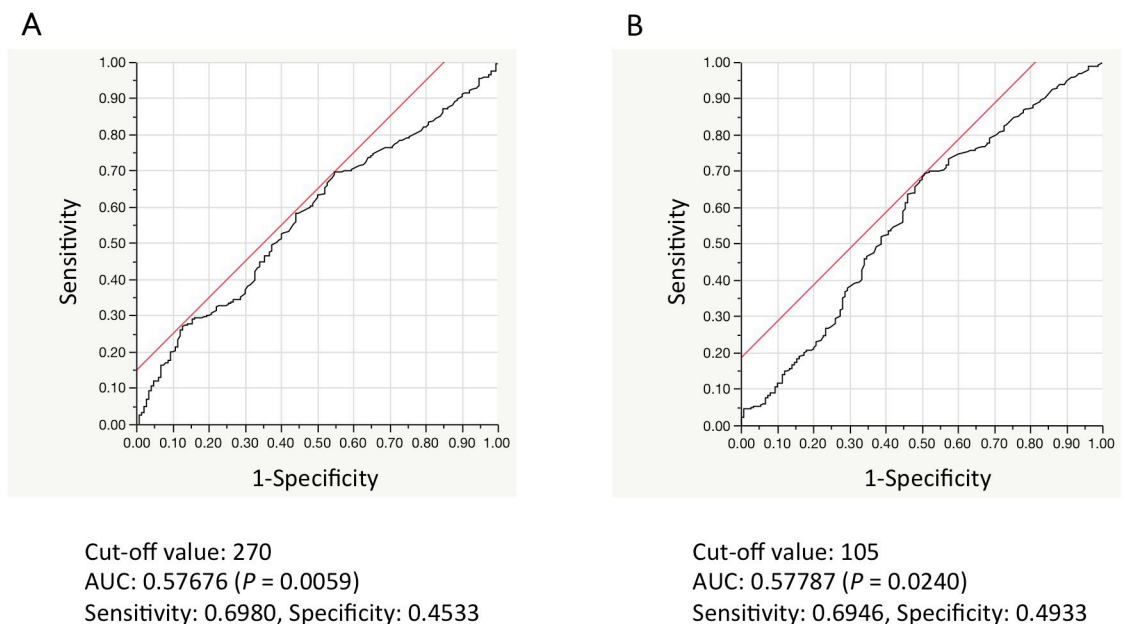 A
1.00
0.90
0.80
0.70
0.60
0.50
0.40
0.30
0.20
0.10
0.00
Sensitivity
0.00 0.10 0.20 0.30 0.40 0.50 0.60 0.70 0.80 0.90 1.00
1-Specificity
Cut-off value: 270
AUC: 0.57676 (P = 0.0059)
Sensitivity: 0.6980, Specificity: 0.4533
B
1.00
0.90
0.80
0.70
0.60
0.50
0.40
0.30
0.20
0.10
0.00
Sensitivity
0.00 0.10 0.20 0.30 0.40 0.50 0.60 0.70 0.80 0.90 1.00
1-Specificity
Cut-off value: 105
AUC: 0.57787 (P = 0.0240)
Sensitivity: 0.6946, Specificity: 0.4933